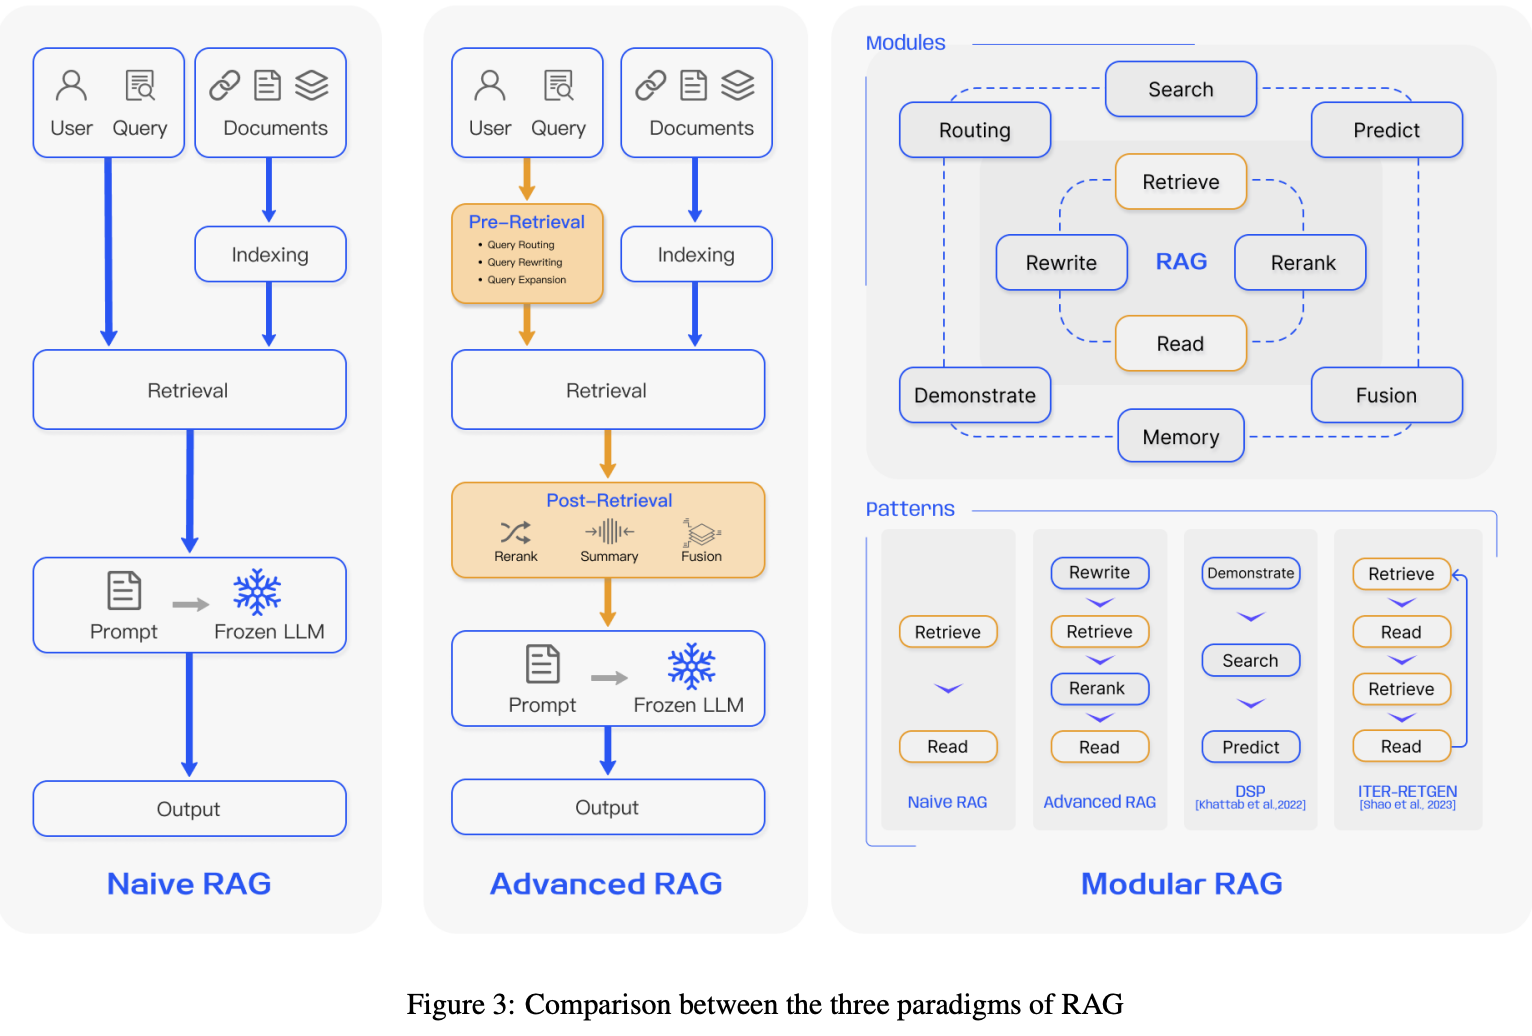 User Query
Documents
Indexing
Retrieval
Prompt
Frozen LLM
Output
Naive RAG
User Query
Documents
Pre-Retrieval
• Query Routing
• Query Rewriting
• Query Expansion
Indexing
Retrieval
Post-Retrieval
Rerank
Summary
Fusion
Prompt
Frozen LLM
Output
Advanced RAG
Modules
Search
Routing
Predict
Retrieve
Rewrite
RAG
Rerank
Read
Demonstrate
Fusion
Memory
Patterns
Retrieve
Read
Naive RAG
Rewrite
Retrieve
Rerank
Read
Advanced RAG
Demonstrate
Search
Predict
DSP
[Khattab et al.,2022]
Retrieve
Read
Retrieve
Read
ITER-RETGEN
[Shao et al., 2023]
Modular RAG
Figure 3: Comparison between the three paradigms of RAG